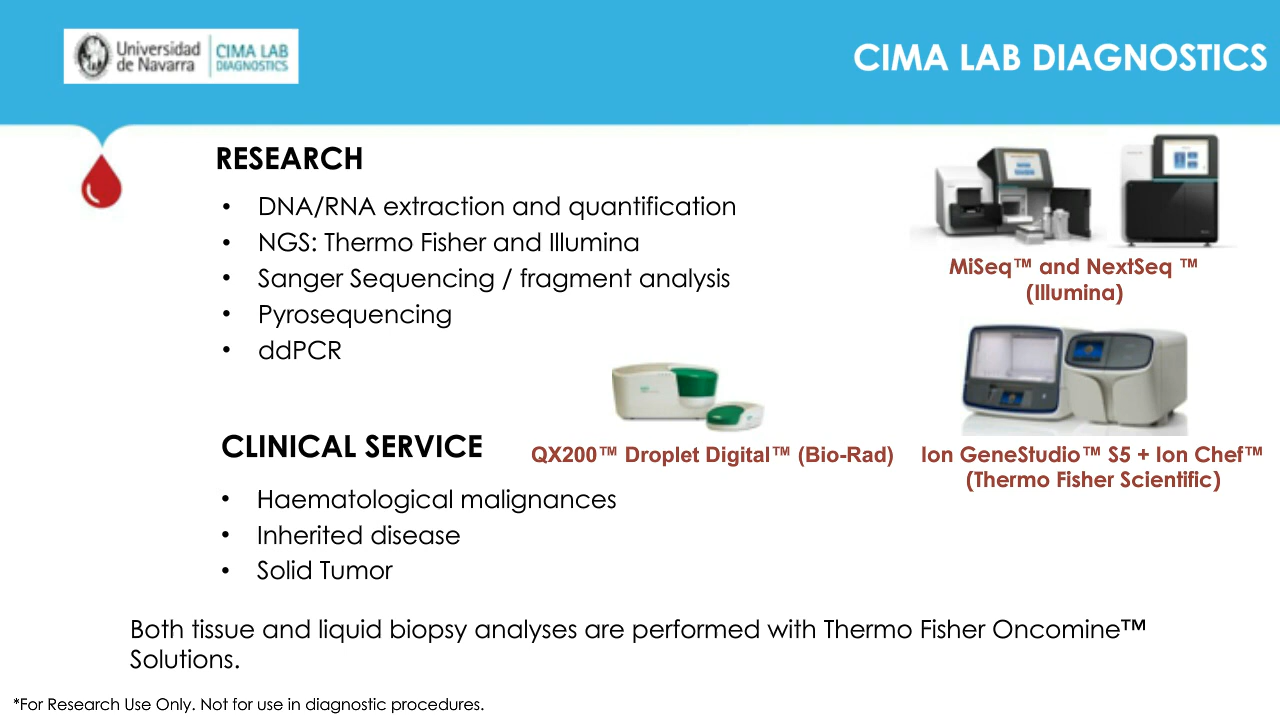 Universidad
de Navarra
CIMA LAB
DIAGNOSTICS
CIMA LAB DIAGNOSTICS
RESEARCH
• DNA/RNA extraction and quantification
• NGS: Thermo Fisher and Illumina
• Sanger Sequencing / fragment analysis
• Pyrosequencing
• ddPCR
MiSeq™ and NextSeq ™
(Illumina)
QX200™ Droplet Digital™ (Bio-Rad)
Ion GeneStudio™ S5 + Ion Chef™
(Thermo Fisher Scientific)
CLINICAL SERVICE
• Haematological malignances
• Inherited disease
• Solid Tumor
Both tissue and liquid biopsy analyses are performed with Thermo Fisher Oncomine™
Solutions.
*For Research Use Only. Not for use in diagnostic procedures.